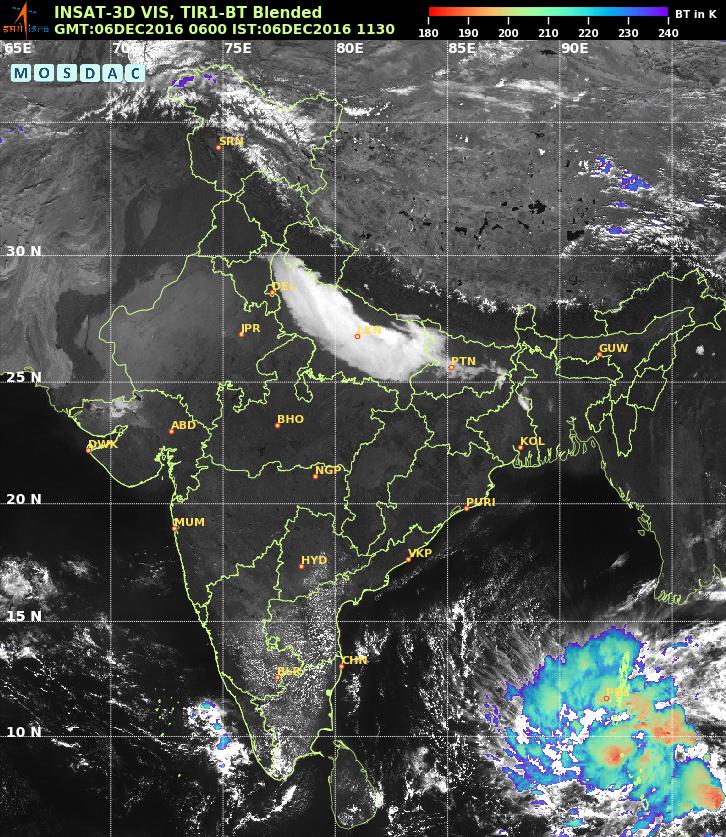 INSAT-3D VIS, TIR1-BT Blended
GMT:06DEC2016 0600 IST:06DEC2016 1130
BT in K
180 190 200 210 220 230 240
65E 70E 75E 80E 85E 90E
MOSDAC
SRN
30 N
DEL
JPR LKN
GUW
PTN
25 N
ABD BHO
DWK KOL
NGP
20 N PURI
MUM
VKP
HYD
15 N
CHN
BLR
PBL
10 N